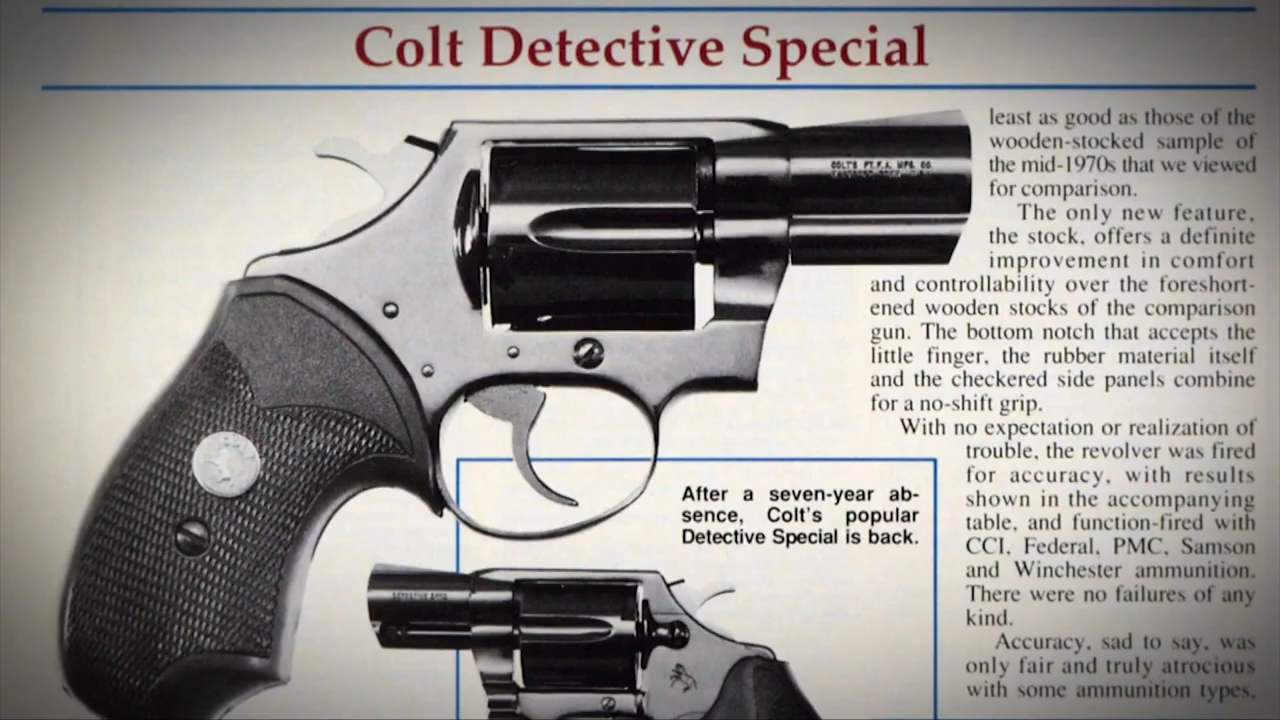 Colt Detective Special
COLT'S PT. F.A. MFG. CO.
least as good as those of the
wooden-stocked sample of
the mid-1970s that we viewed
for comparison.
The only new feature,
the stock, offers a definite
improvement in comfort
and controllability over the foreshort-
ened wooden stocks of the comparison
gun. The bottom notch that accepts the
little finger, the rubber material itself
and the checkered side panels combine
for a no-shift grip.
With no expectation or realization of
trouble, the revolver was fired
for accuracy, with results
shown in the accompanying
table, and function-fired with
CCI, Federal, PMC, Samson
and Winchester ammunition.
There were no failures of any
kind.
Accuracy, sad to say, was
only fair and truly atrocious
with some ammunition types,
After a seven-year ab-
sence, Colt's popular
Detective Special is back.
DETECTIVE SPEC